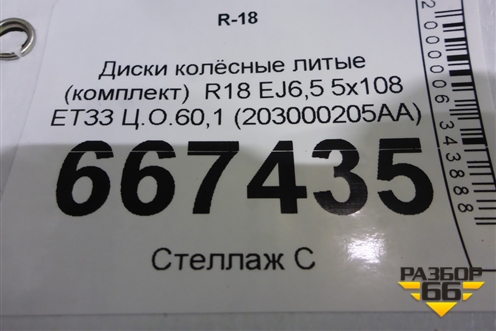 R-18
Диски колёсные литые
(комплект) R18 EJ6,5 5x108
ET33 Ц.О.60,1 (203000205AA)
667435
Стеллаж С
2000006343888
РАЗБОР
66